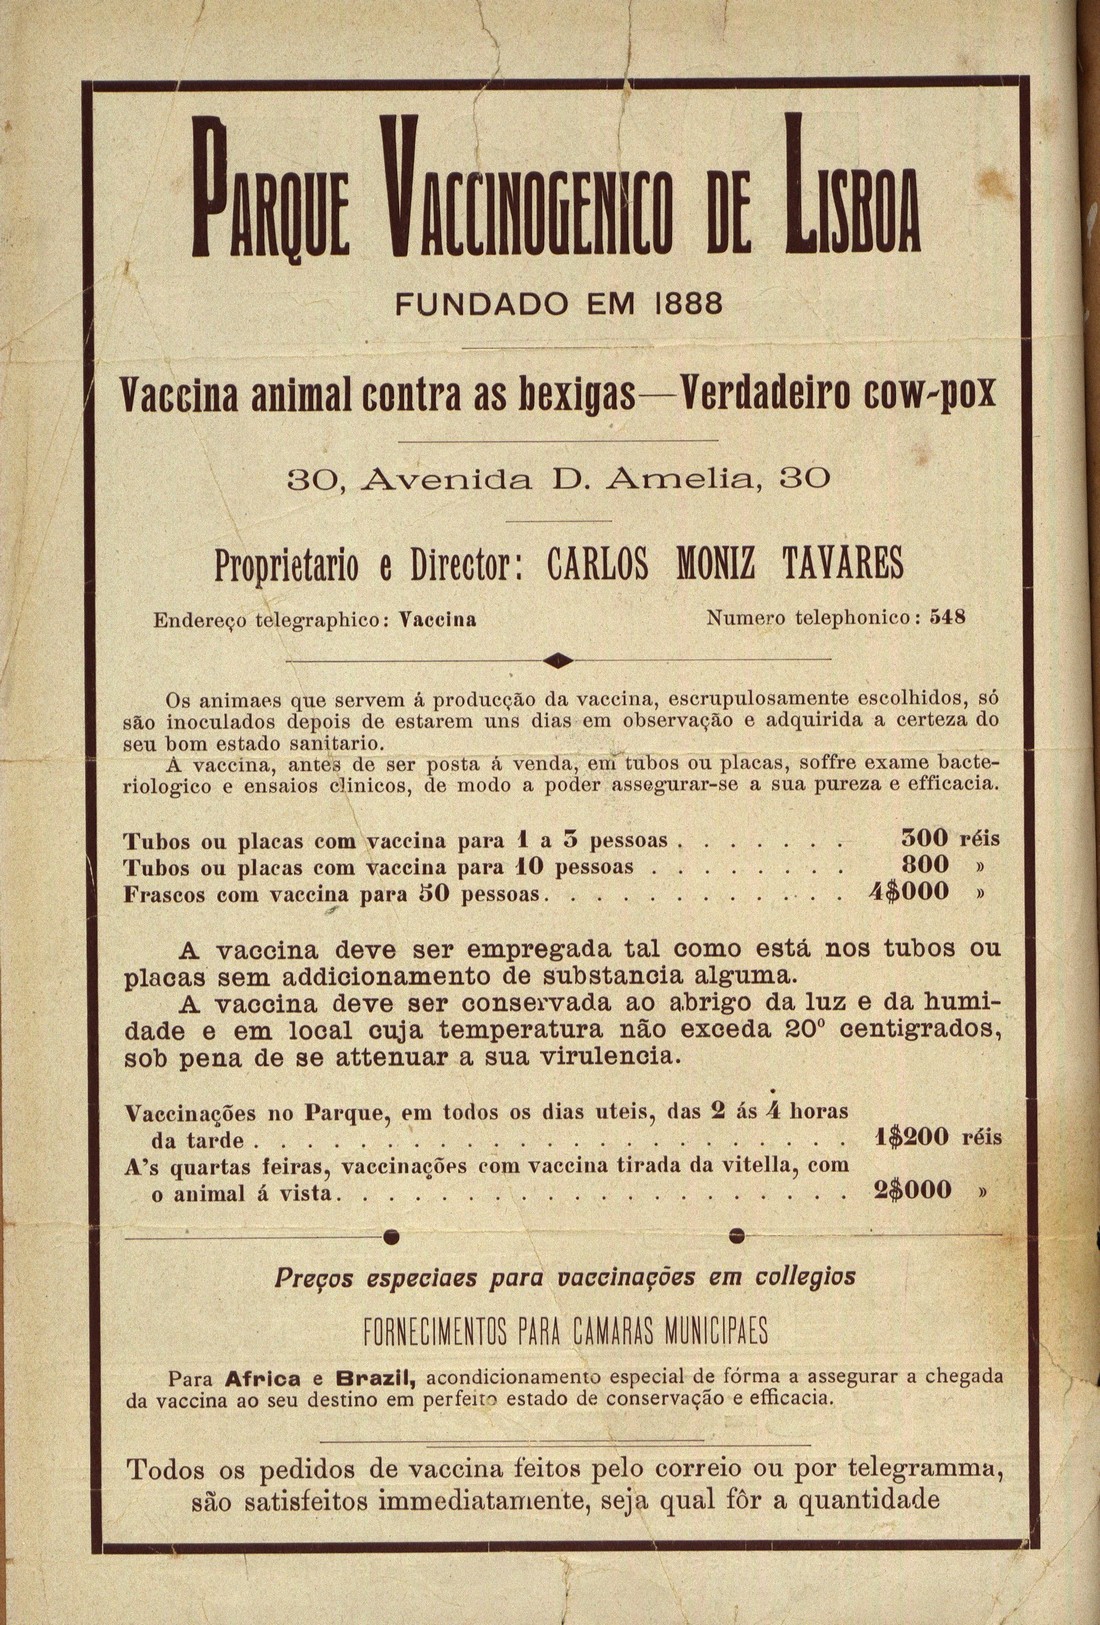 PARQUE VACCINOGENICO DE LISBOA
FUNDADO EM 1888
Vaccina animal contra as bexigas—Verdadeiro cow-pox
30, Avenida D. Amelia, 30
Proprietario e Director: CARLOS MONIZ TAVARES
Endereço telegraphico: Vaccina Numero telephonico: 548
Os animaes que servem á producção da vaccina, escrupulosamente escolhidos, só
são inoculados depois de estarem uns dias em observação e adquirida a certeza do
seu bom estado sanitario.
A vaccina, antes de ser posta á venda, em tubos ou placas, soffre exame bacte-
riologico e ensaios clinicos, de modo a poder assegurar-se a sua pureza e efficacia.
Tubos ou placas com vaccina para 1 a 3 pessoas . . . . . . . 300 réis
Tubos ou placas com vaccina para 10 pessoas . . . . . . . . 800 »
Frascos com vaccina para 50 pessoas. . . . . . . . . . . . 4$000 »
A vaccina deve ser empregada tal como está nos tubos ou
placas sem addicionamento de substancia alguma.
A vaccina deve ser conservada ao abrigo da luz e da humi-
dade e em local cuja temperatura não exceda 20º centigrados,
sob pena de se attenuar a sua virulencia.
Vaccinações no Parque, em todos os dias uteis, das 2 ás 4 horas
da tarde . . . . . . . . . . . . . . . . . . . . . . . 1$200 réis
A's quartas feiras, vaccinações com vaccina tirada da vitella, com
o animal á vista. . . . . . . . . . . . . . . . . . . . 2$000 »
Preços especiaes para vaccinações em collegios
FORNECIMENTOS PARA CAMARAS MUNICIPAES
Para Africa e Brazil, acondicionamento especial de fórma a assegurar a chegada
da vaccina ao seu destino em perfeito estado de conservação e efficacia.
Todos os pedidos de vaccina feitos pelo correio ou por telegramma,
são satisfeitos immediatamente, seja qual fôr a quantidade